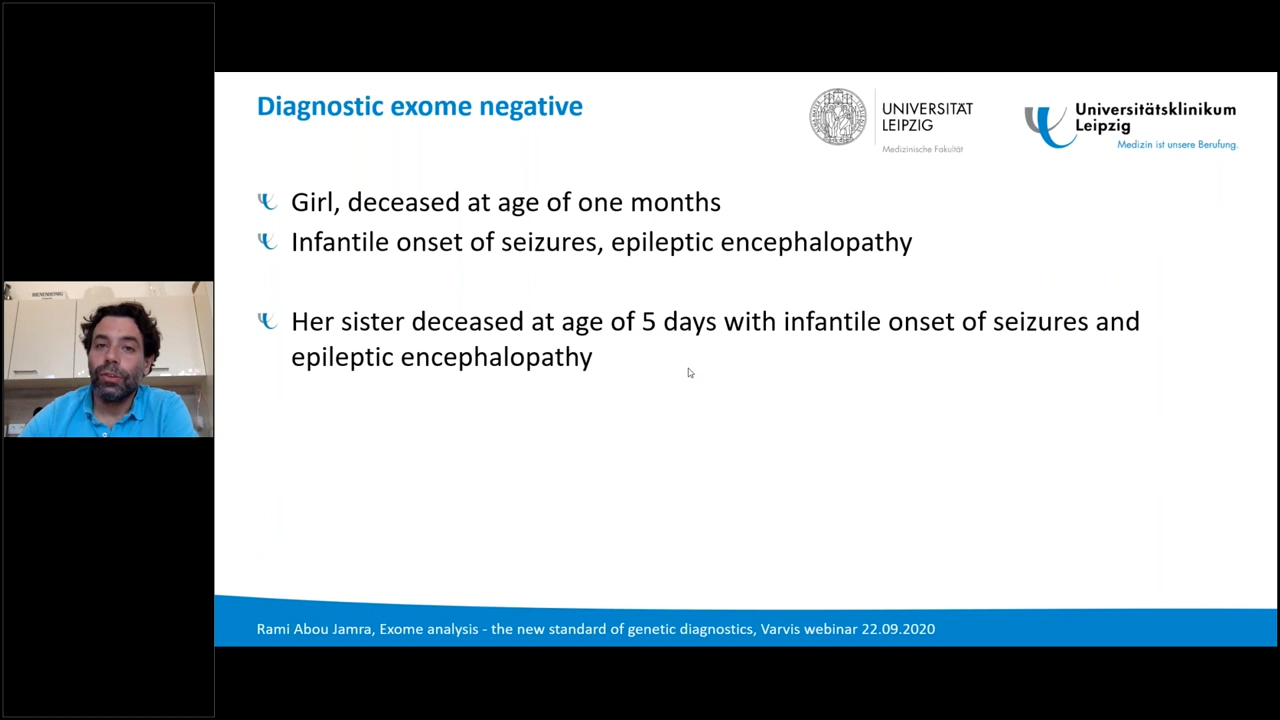 Diagnostic exome negative
UNIVERSITÄT
LEIPZIG
Medizinische Fakultät
Universitätsklinikum
Leipzig
Medizin ist unsere Berufung.
Girl, deceased at age of one months
Infantile onset of seizures, epileptic encephalopathy
Her sister deceased at age of 5 days with infantile onset of seizures and
epileptic encephalopathy
Rami Abou Jamra, Exome analysis - the new standard of genetic diagnostics, Varvis webinar 22.09.2020